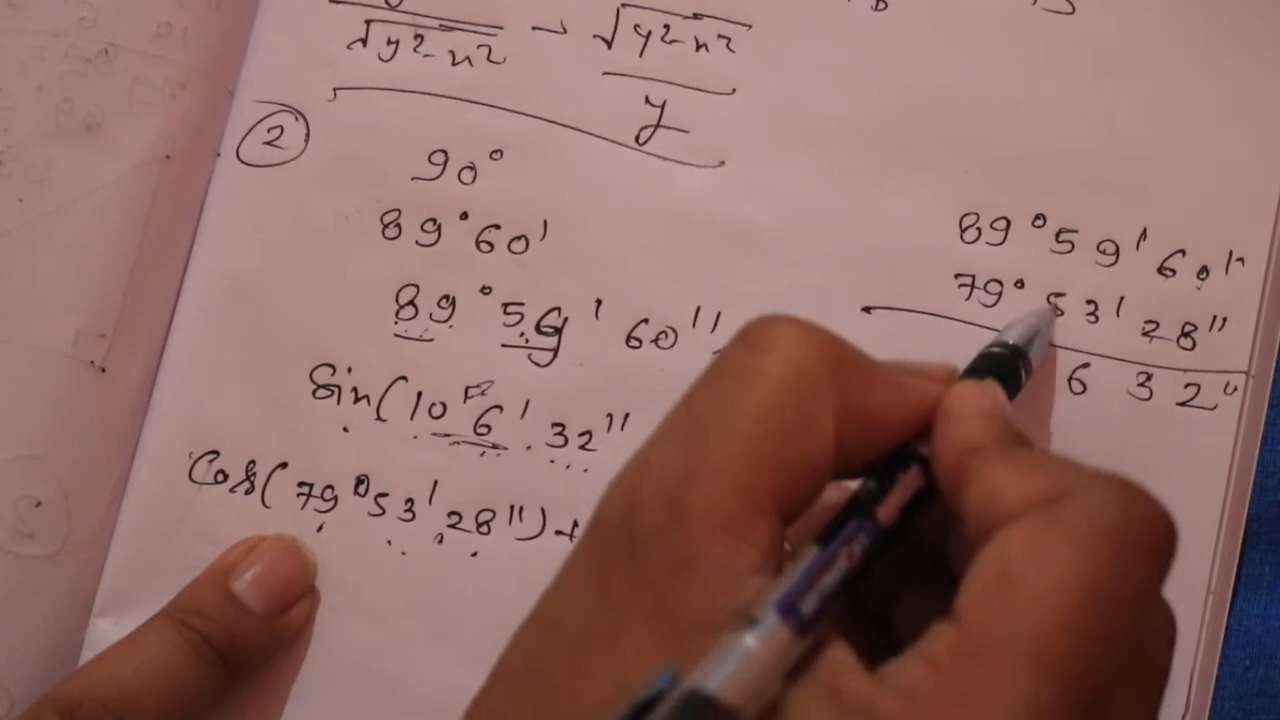 √y²-x² → √y²-x²
y
2
90°
89°60'
89°59'60''
Sin(10°6'32''
Cos(79°53'28'')+
89°59'60''
79°53'28''
6 32''